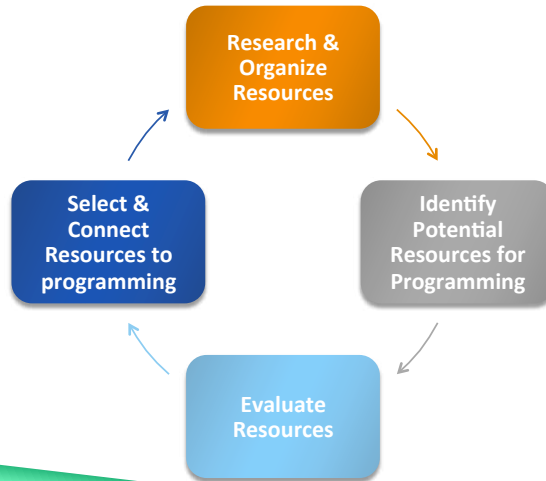 Research &
Organize
Resources
Identify
Potential
Resources for
Programming
Evaluate
Resources
Select &
Connect
Resources to
programming